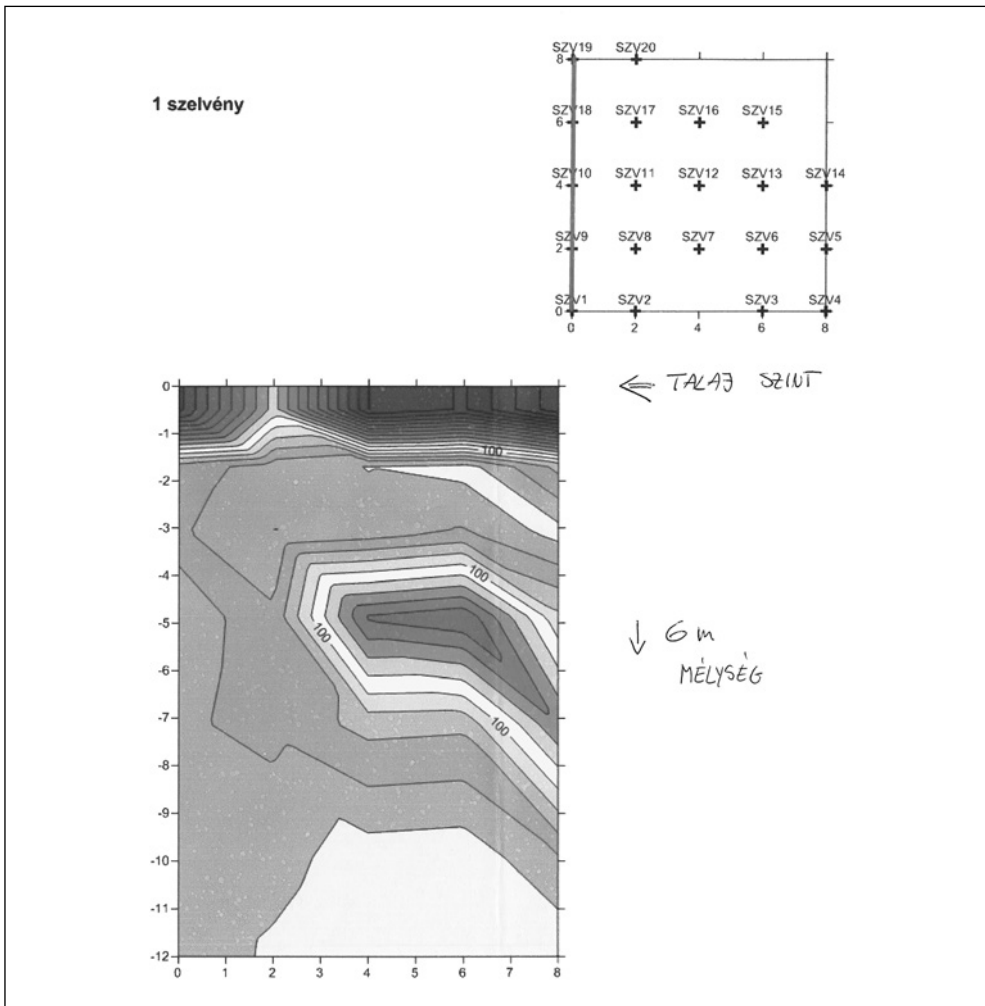 SZV19 SZV20
8
1 szelvény
SZV18 SZV17 SZV16 SZV15
6
SZV10 SZV11 SZV12 SZV13 SZV14
4
SZV9 SZV8 SZV7 SZV6 SZV5
2
SZV1 SZV2 SZV3 SZV4
0
0 2 4 6 8
← TALAJ SZINT
0
-1
100
-2
-3
-4
100
-5
100
↓ 6 m
MÉLYSÉG
-6
-7
100
-8
-9
-10
-11
-12
0 1 2 3 4 5 6 7 8